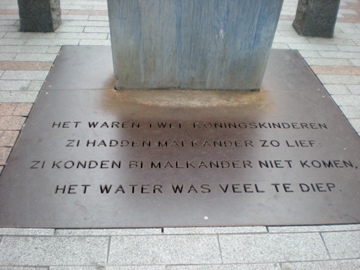 HET WAREN TWEE KONINGSKINDEREN
ZI HADDEN MALKANDER ZO LIEF:
ZI KONDEN BI MALKANDER NIET KOMEN,
HET WATER WAS VEEL TE DIEP.